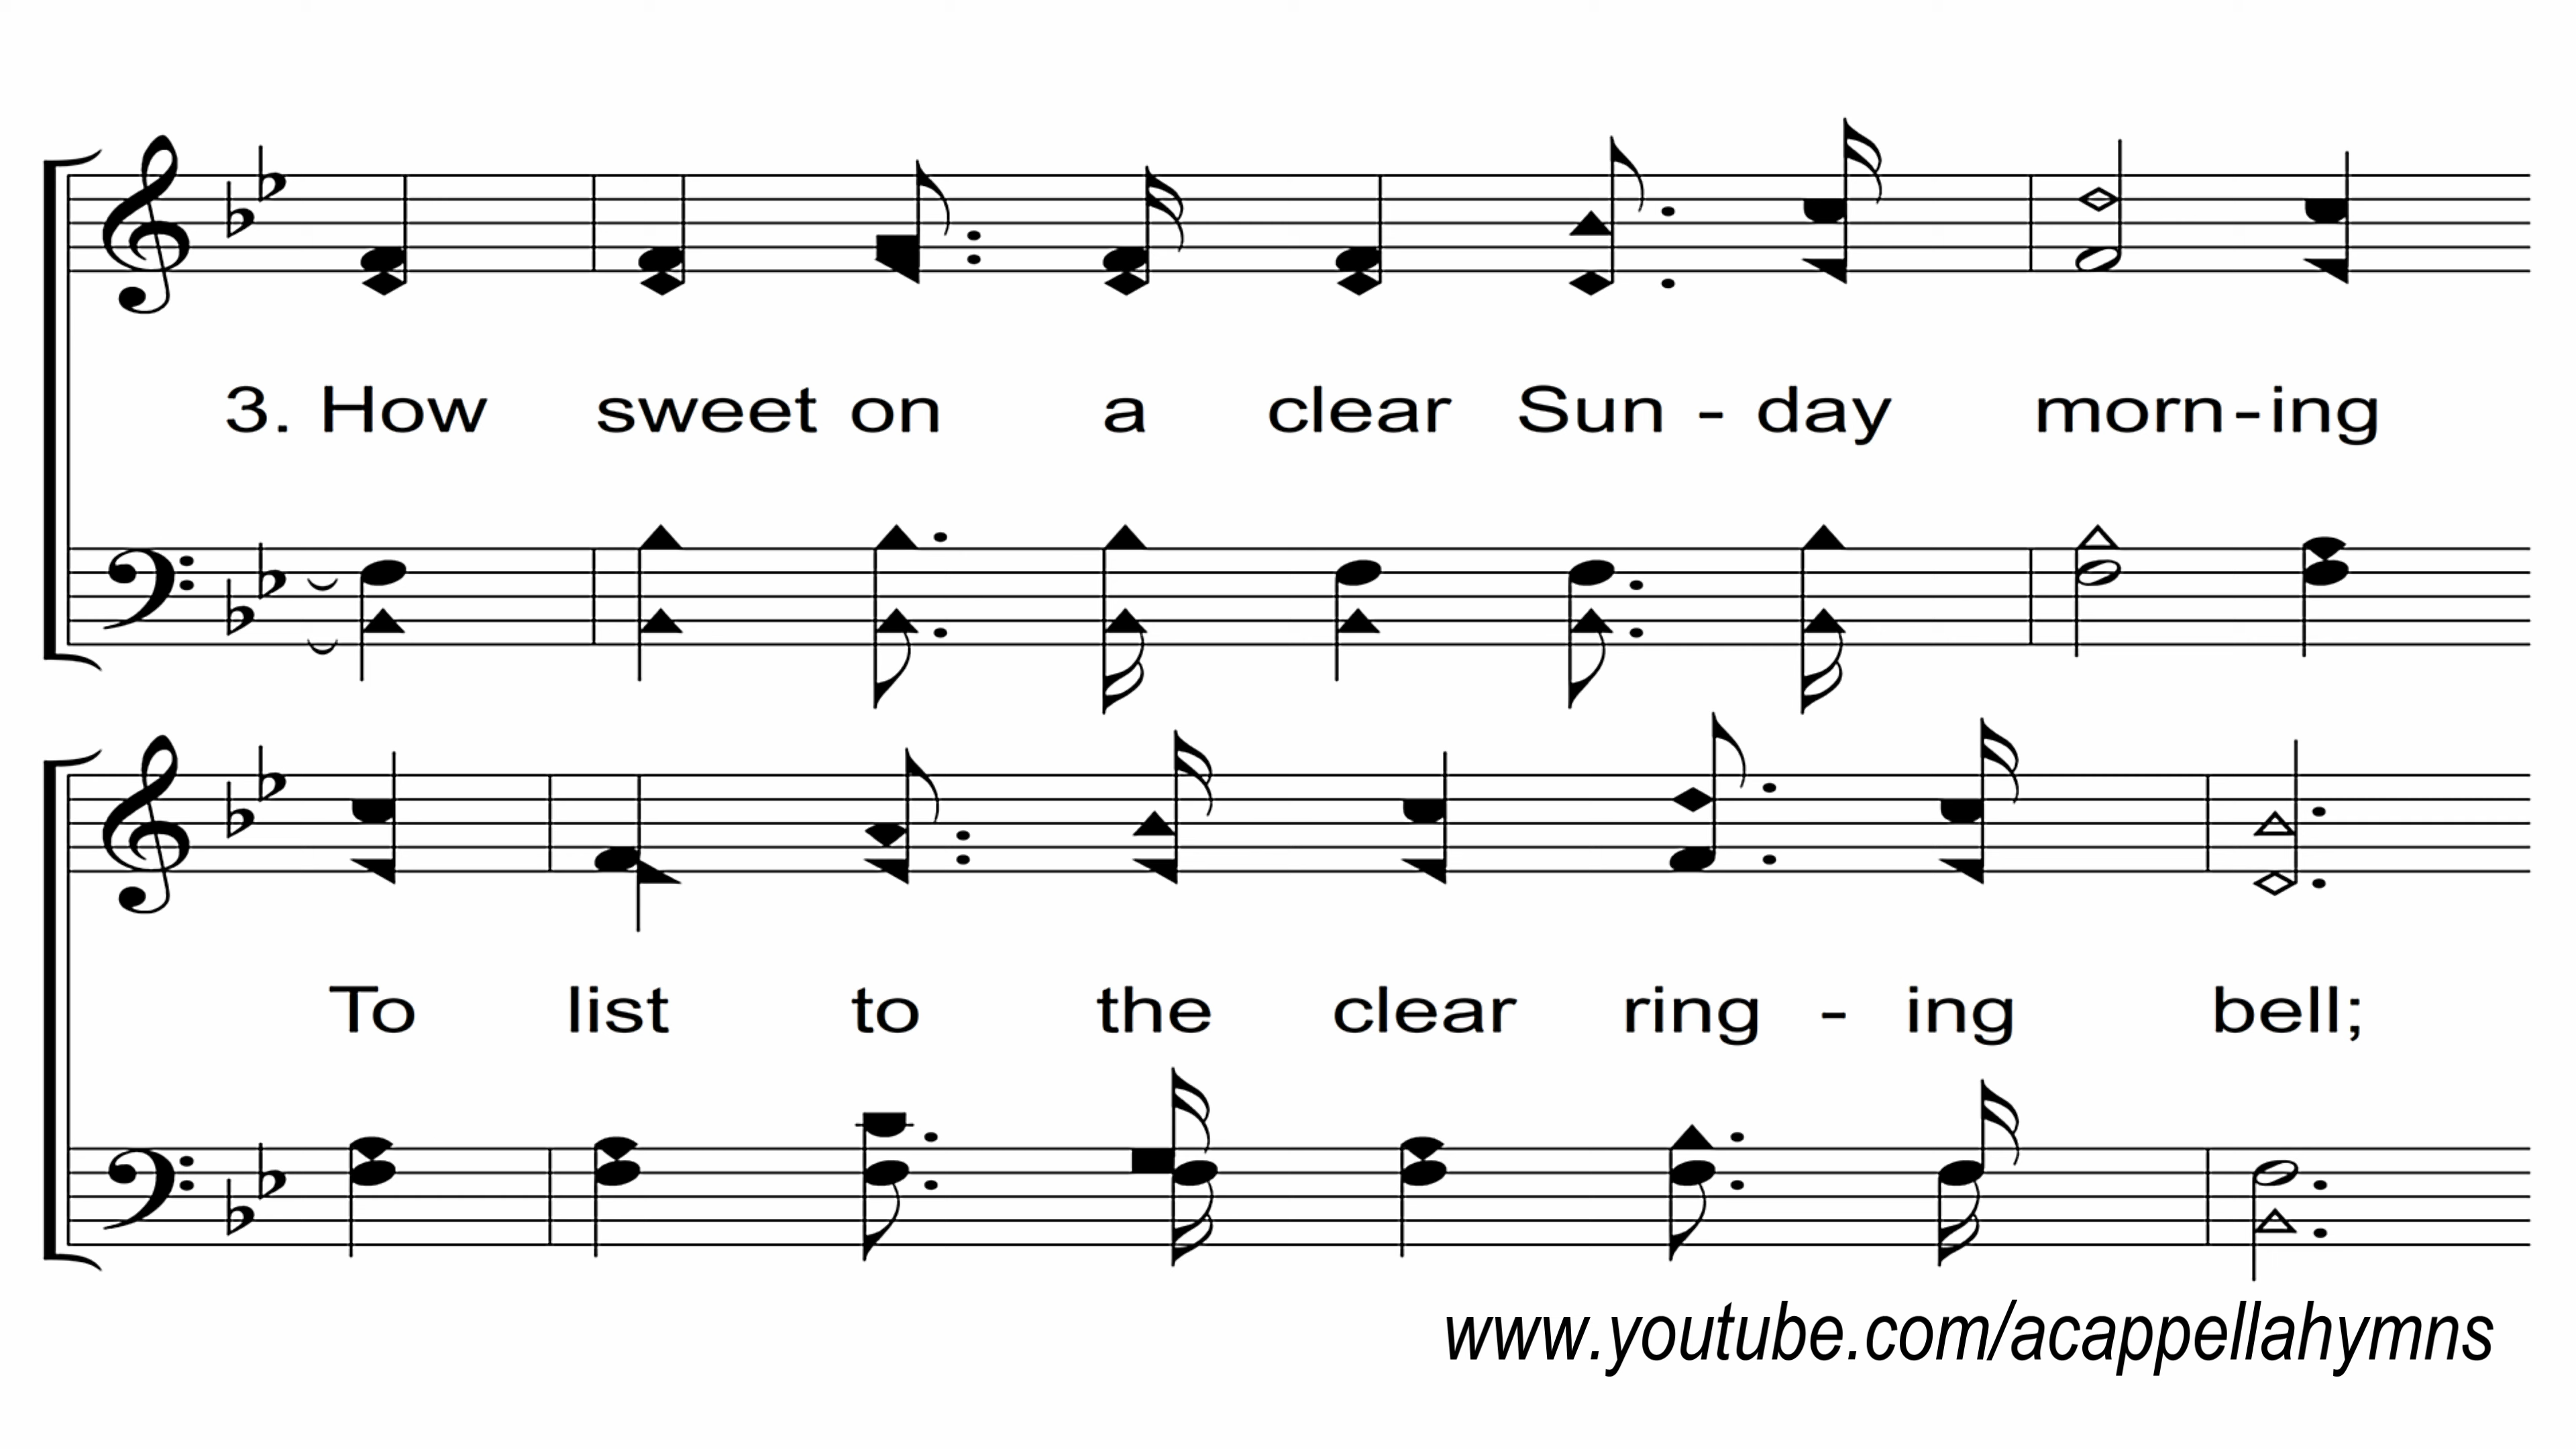 3. How sweet on a clear Sun - day morn-ing
To list to the clear ring - ing bell;
www.youtube.com/acappellahymns